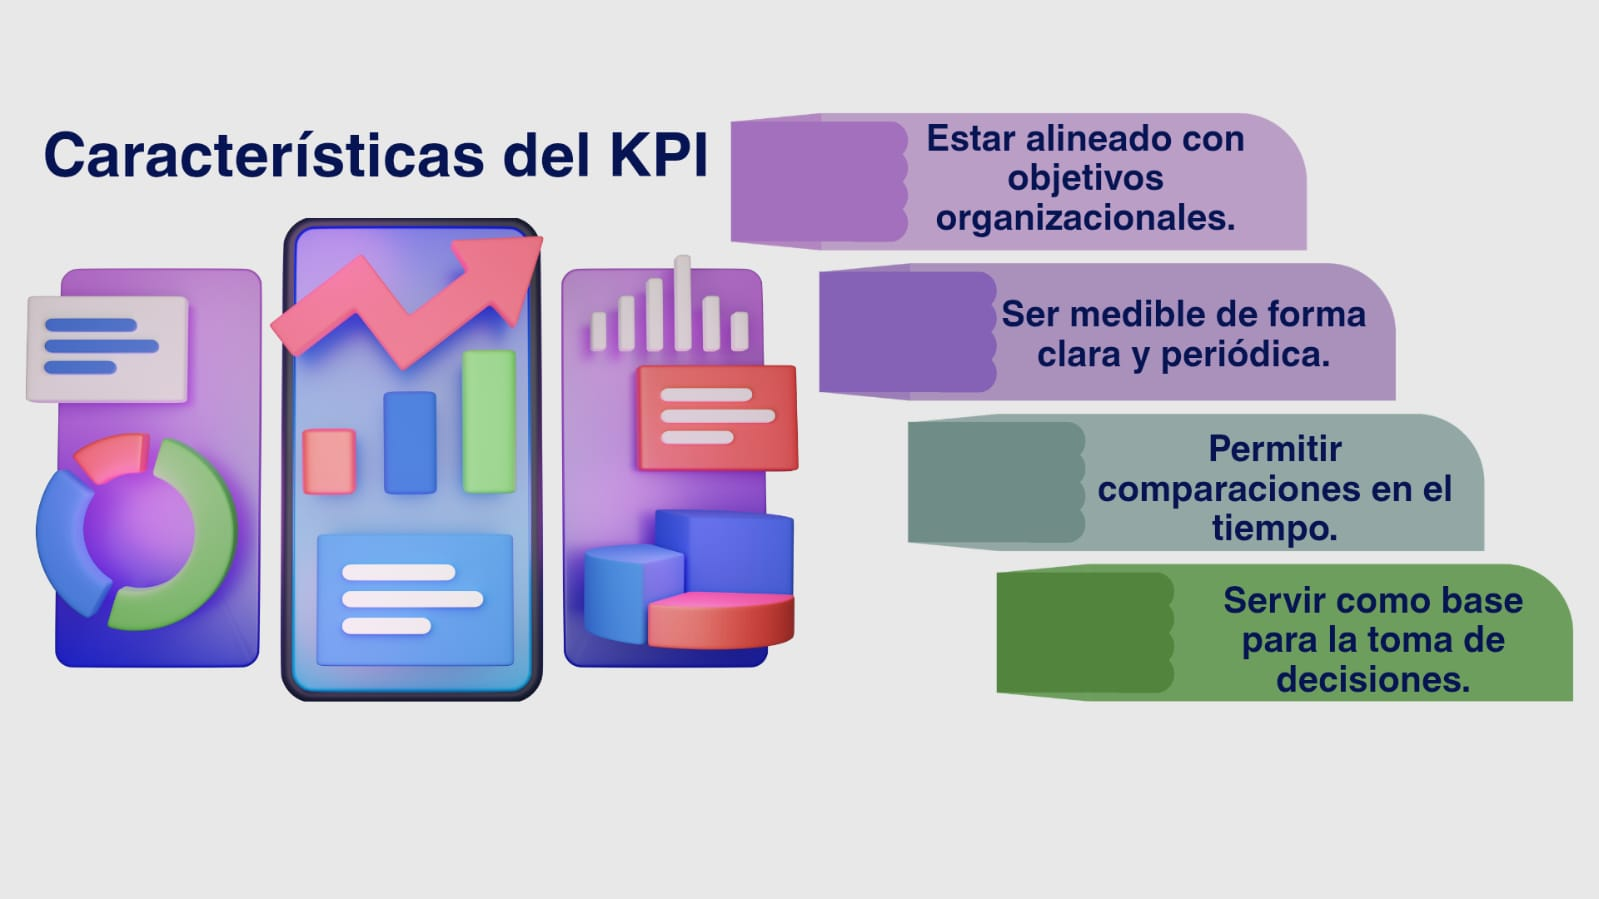 Características del KPI
Estar alineado con
objetivos
organizacionales.
Ser medible de forma
clara y periódica.
Permitir
comparaciones en el
tiempo.
Servir como base
para la toma de
decisiones.